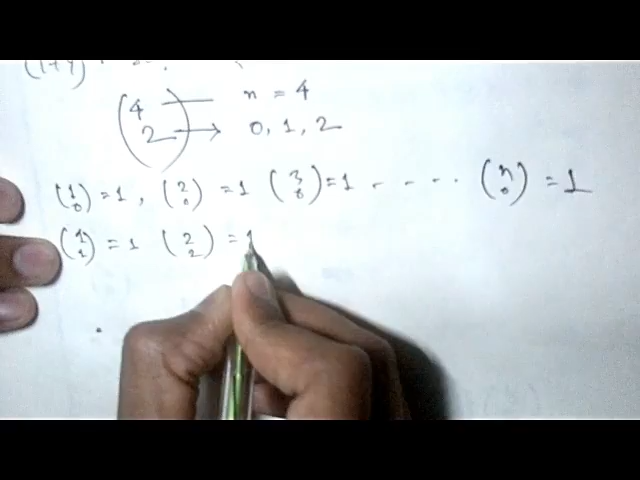 (4 — n = 4
2) → 0, 1, 2
(1 0) = 1, (2 0) = 1 (3 0) = 1 - - - - - (n 0) = 1
(1 1) = 1 (2 2) = 1